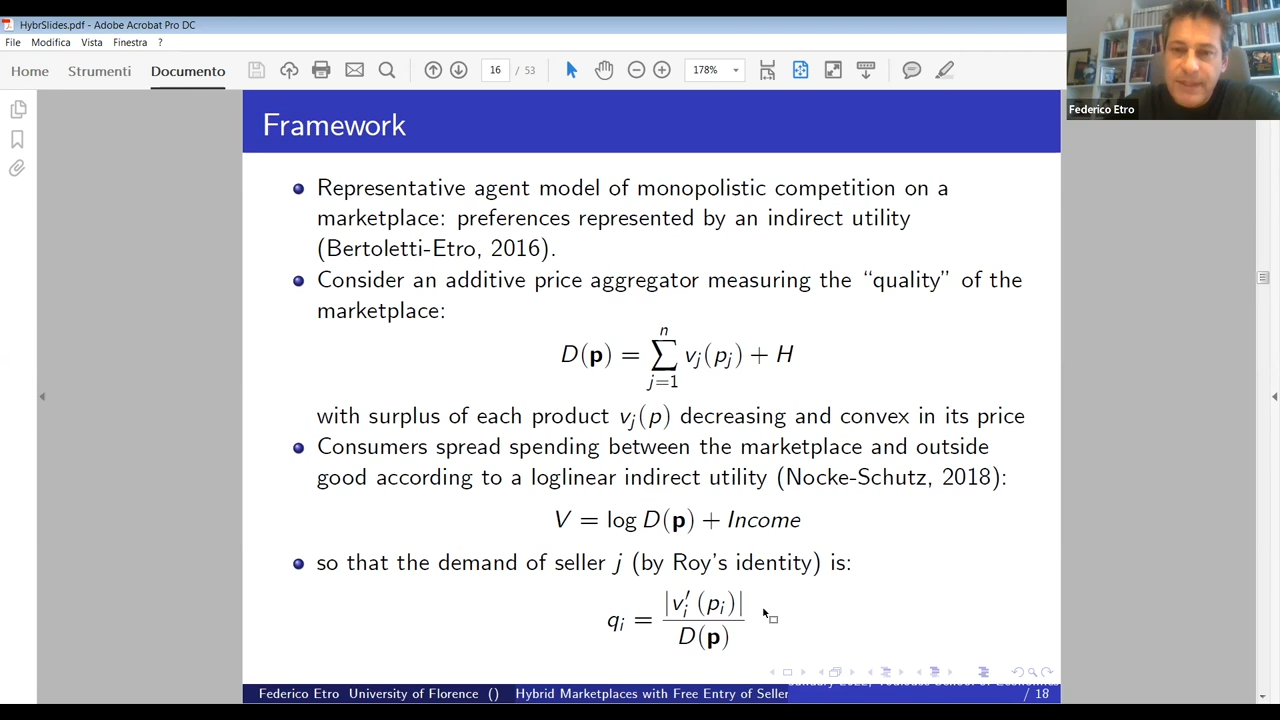 HybrSlides.pdf - Adobe Acrobat Pro DC
File Modifica Vista Finestra ?
Home Strumenti Documento 16 / 53 178%
Federico Etro
Framework
Representative agent model of monopolistic competition on a
marketplace: preferences represented by an indirect utility
(Bertoletti-Etro, 2016).
Consider an additive price aggregator measuring the “quality” of the
marketplace:
D(p) = ∑_{j=1}^{n} v_j(p_j) + H
with surplus of each product v_j(p) decreasing and convex in its price
Consumers spread spending between the marketplace and outside
good according to a loglinear indirect utility (Nocke-Schutz, 2018):
V = log D(p) + Income
so that the demand of seller j (by Roy's identity) is:
q_i = |v_i′(p_i)| / D(p)
Federico Etro University of Florence () Hybrid Marketplaces with Free Entry of Seller
/ 18